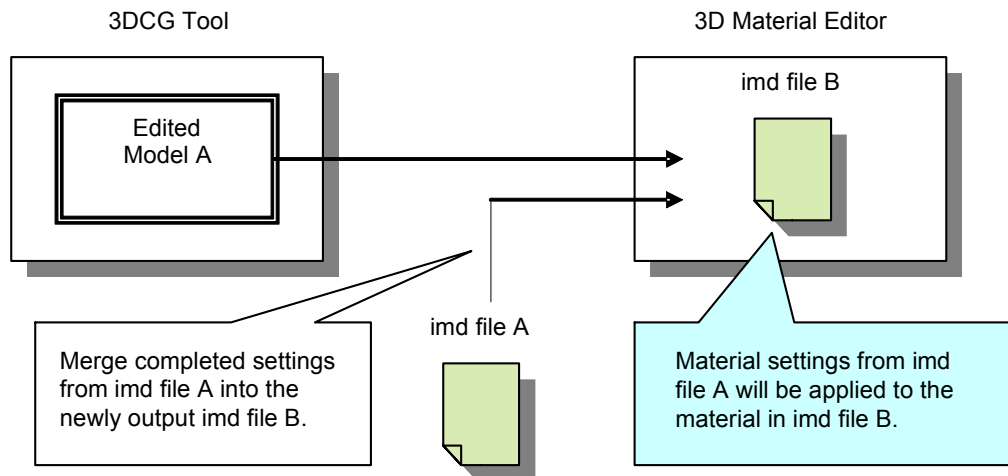 3DCG Tool
3D Material Editor
Edited
Model A
imd file B
imd file A
Merge completed settings
from imd file A into the
newly output imd file B.
Material settings from imd
file A will be applied to the
material in imd file B.